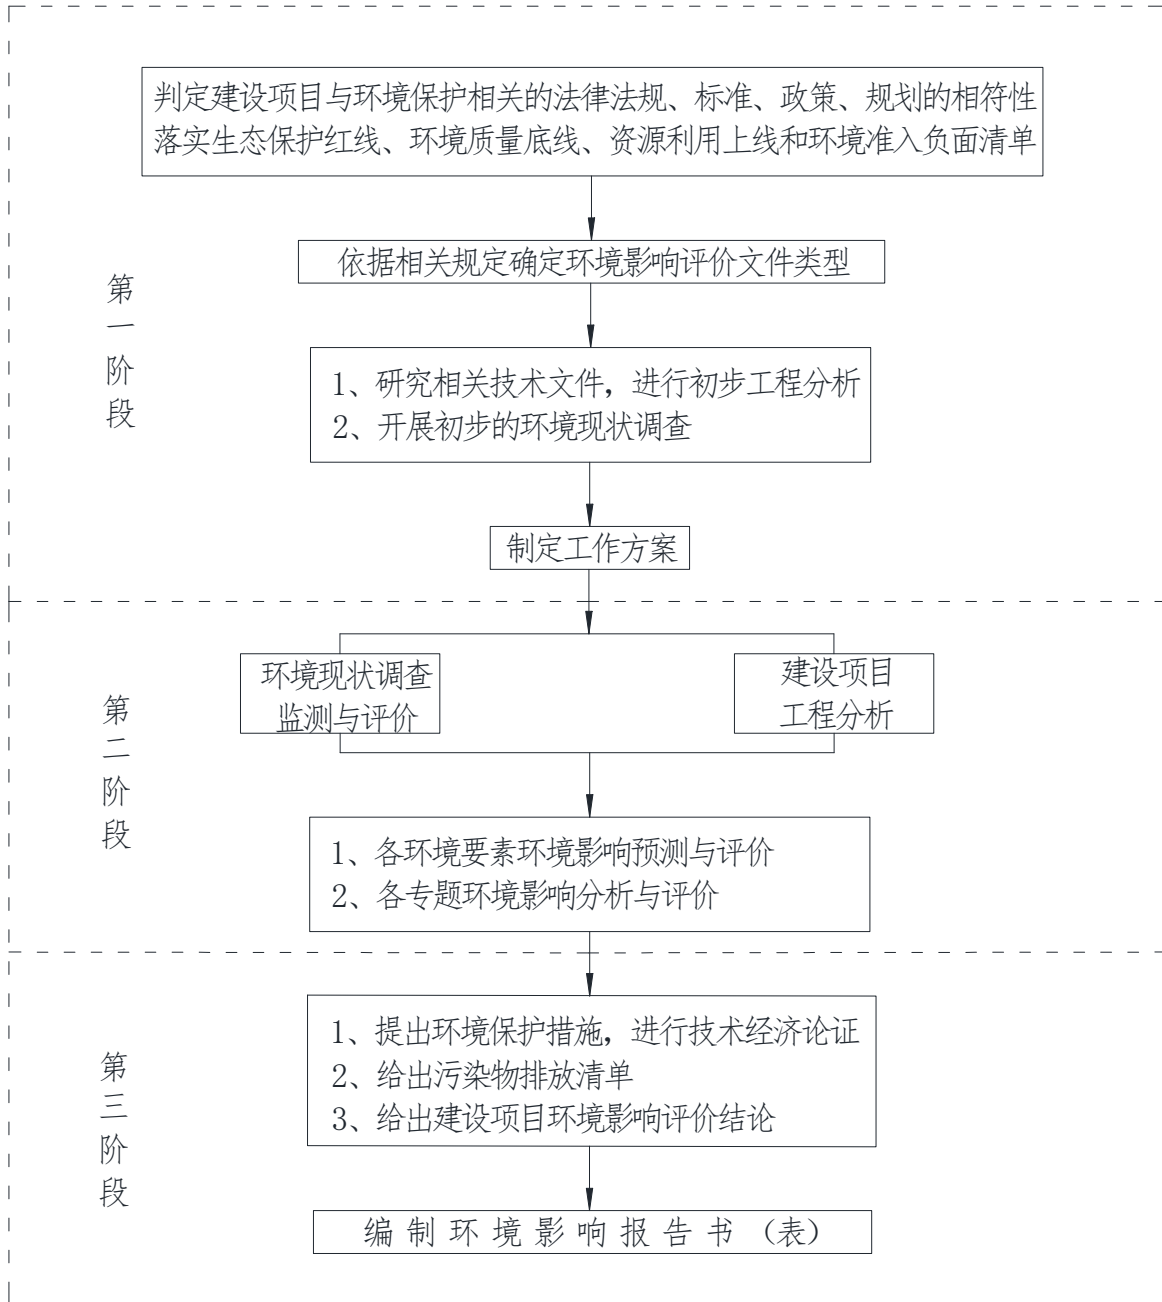 判定建设项目与环境保护相关的法律法规、标准、政策、规划的相符性
落实生态保护红线、环境质量底线、资源利用上线和环境准入负面清单
依据相关规定确定环境影响评价文件类型
第一阶段
1、研究相关技术文件，进行初步工程分析
2、开展初步的环境现状调查
制定工作方案
第二阶段
环境现状调查
监测与评价
建设项目
工程分析
1、各环境要素环境影响预测与评价
2、各专题环境影响分析与评价
第三阶段
1、提出环境保护措施，进行技术经济论证
2、给出污染物排放清单
3、给出建设项目环境影响评价结论
编制环境影响报告书（表）